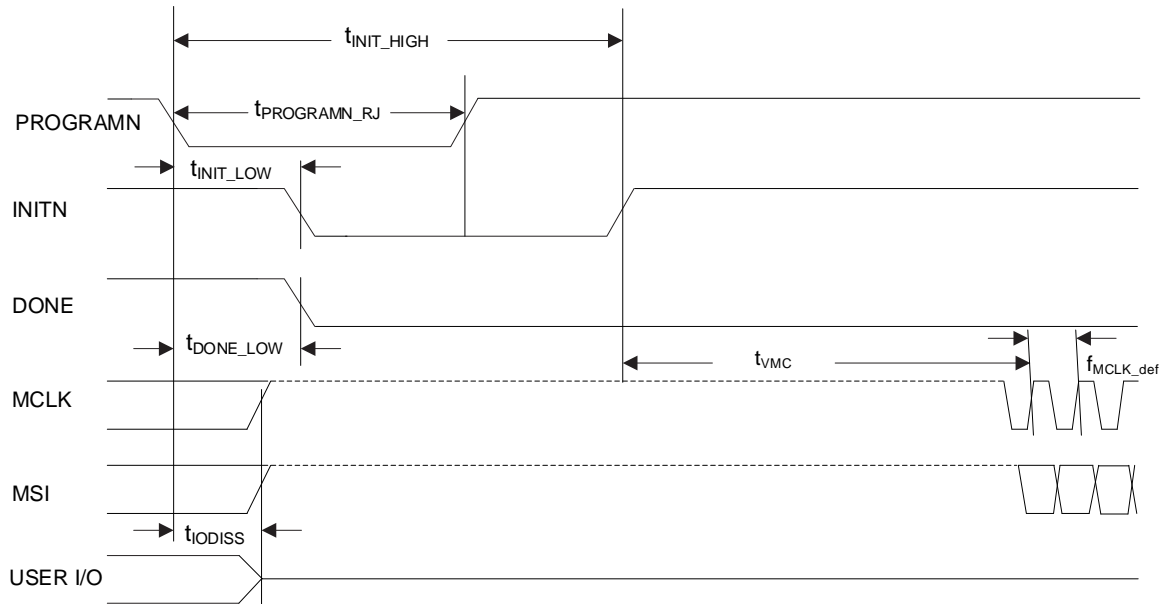 tINIT_HIGH
tPROGRAMN_RJ
PROGRAMN
tINIT_LOW
INITN
DONE
tDONE_LOW
tVMC
fMCLK_def
MCLK
MSI
tIODISS
USER I/O